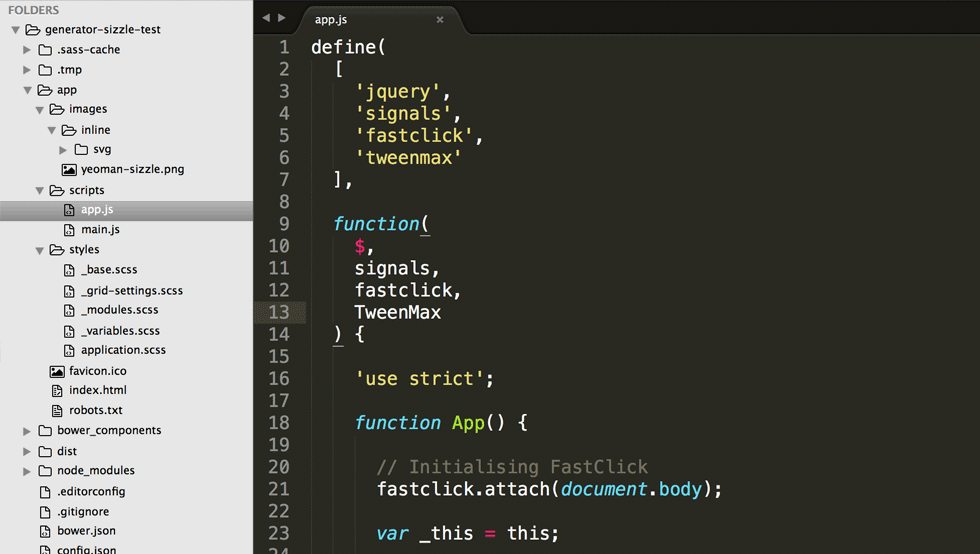 FOLDERS
generator-sizzle-test
.sass-cache
.tmp
app
images
inline
svg
yeoman-sizzle.png
scripts
app.js
main.js
styles
_base.scss
_grid-settings.scss
_modules.scss
_variables.scss
application.scss
favicon.ico
index.html
robots.txt
bower_components
dist
node_modules
.editorconfig
.gitignore
bower.json
config.json
app.js ×
1 define(
2 [
3 'jquery',
4 'signals',
5 'fastclick',
6 'tweenmax'
7 ],
8
9 function(
10 $,
11 signals,
12 fastclick,
13 TweenMax
14 ) {
15
16 'use strict';
17
18 function App() {
19
20 // Initialising FastClick
21 fastclick.attach(document.body);
22
23 var _this = this;
24